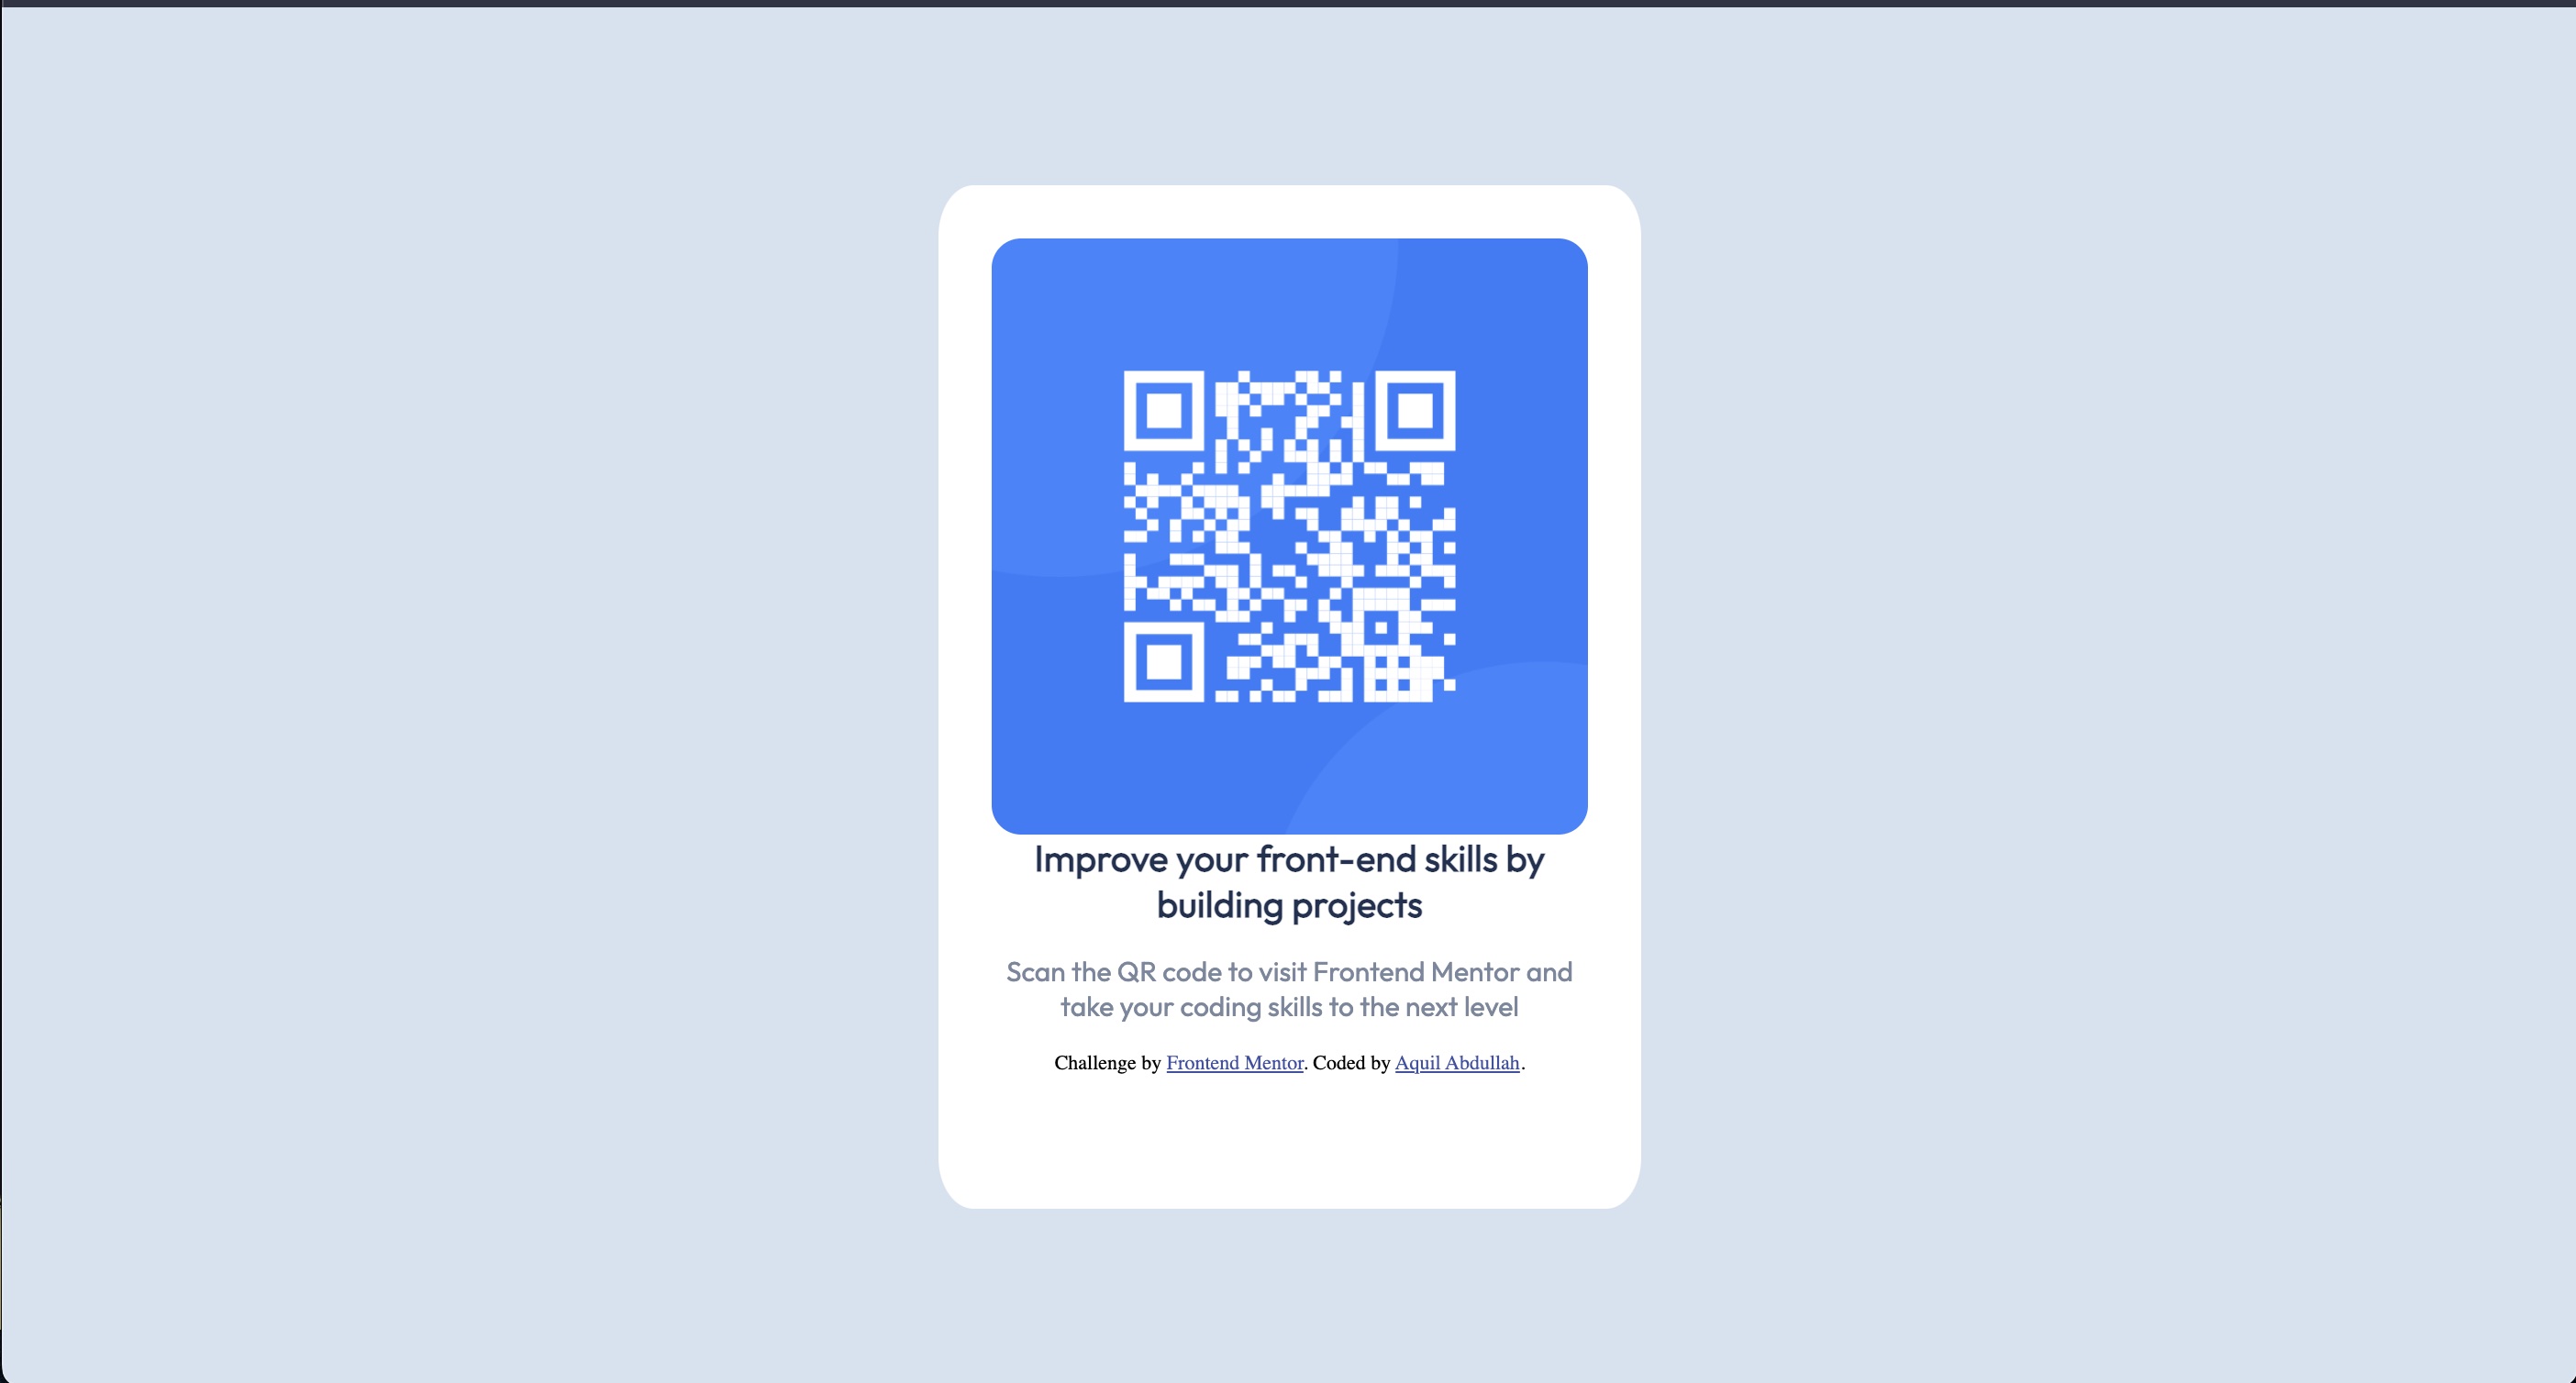 Improve your front-end skills by
building projects
Scan the QR code to visit Frontend Mentor and
take your coding skills to the next level
Challenge by Frontend Mentor. Coded by Aquil Abdullah.